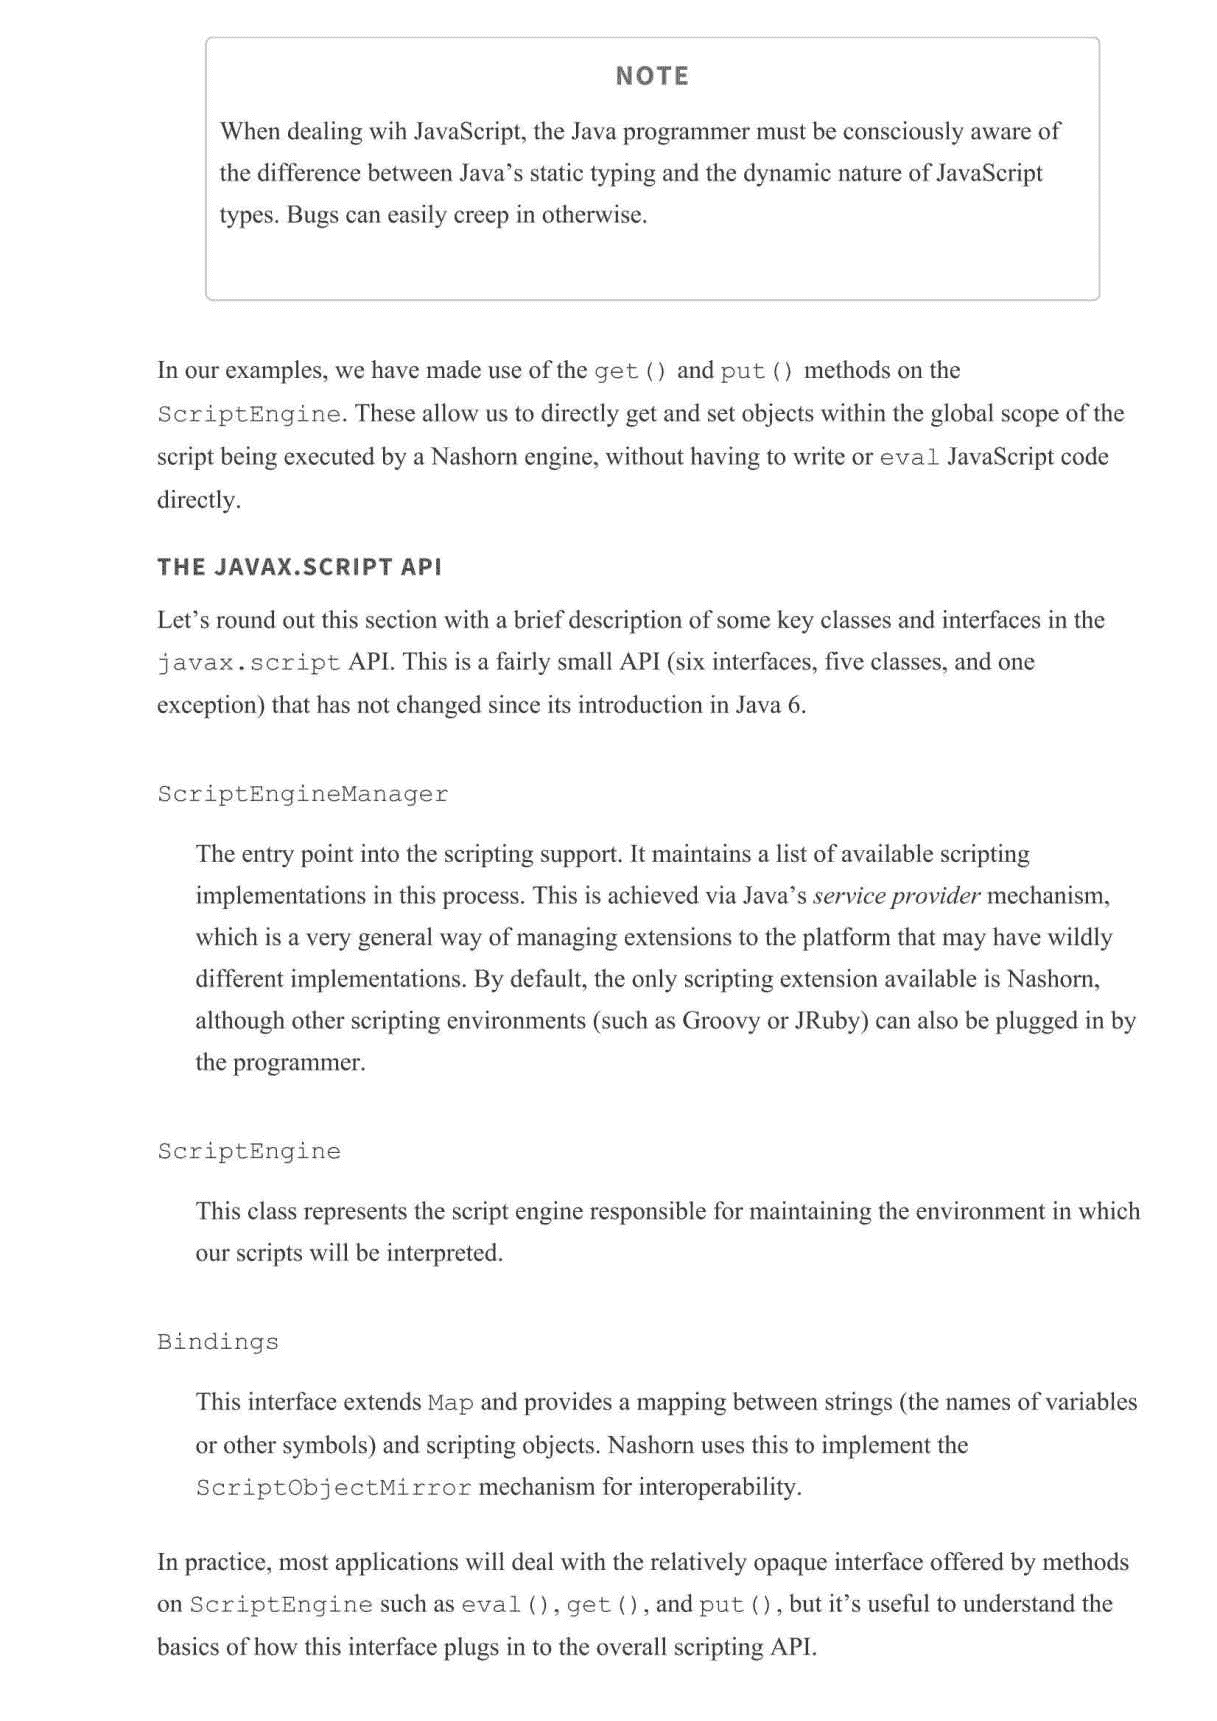 NOTE
When dealing wih JavaScript, the Java programmer must be consciously aware of
the difference between Java’s static typing and the dynamic nature of JavaScript
types. Bugs can easily creep in otherwise.
In our examples, we have made use of the get() and put() methods on the
ScriptEngine. These allow us to directly get and set objects within the global scope of the
script being executed by a Nashorn engine, without having to write or eval JavaScript code
directly.
THE JAVAX.SCRIPT API
Let’s round out this section with a brief description of some key classes and interfaces in the
javax.script API. This is a fairly small API (six interfaces, five classes, and one
exception) that has not changed since its introduction in Java 6.
ScriptEngineManager
The entry point into the scripting support. It maintains a list of available scripting
implementations in this process. This is achieved via Java’s service provider mechanism,
which is a very general way of managing extensions to the platform that may have wildly
different implementations. By default, the only scripting extension available is Nashorn,
although other scripting environments (such as Groovy or JRuby) can also be plugged in by
the programmer.
ScriptEngine
This class represents the script engine responsible for maintaining the environment in which
our scripts will be interpreted.
Bindings
This interface extends Map and provides a mapping between strings (the names of variables
or other symbols) and scripting objects. Nashorn uses this to implement the
ScriptObjectMirror mechanism for interoperability.
In practice, most applications will deal with the relatively opaque interface offered by methods
on ScriptEngine such as eval(), get(), and put(), but it’s useful to understand the
basics of how this interface plugs in to the overall scripting API.